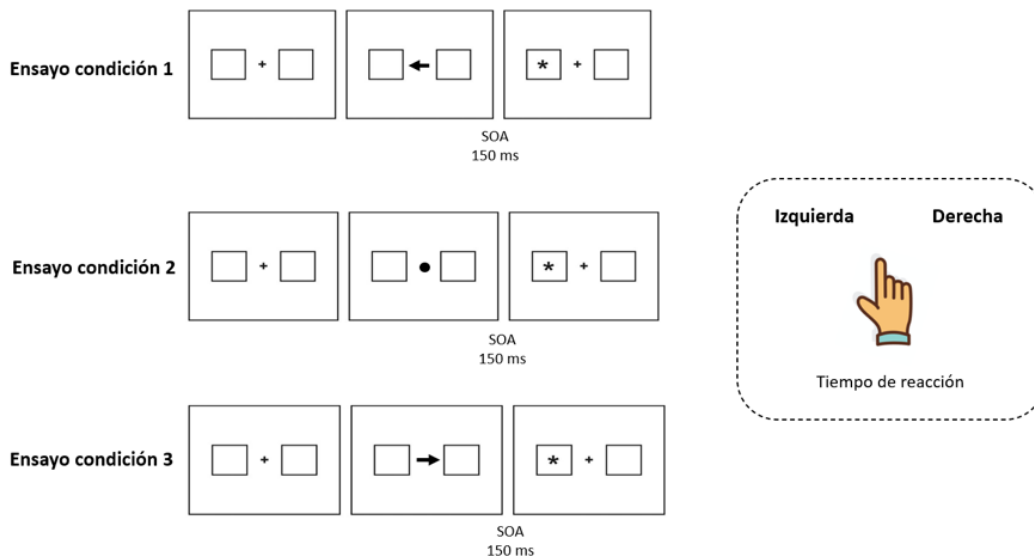 Ensayo condición 1
+
*
+
SOA
150 ms
Ensayo condición 2
+
*
+
SOA
150 ms
Ensayo condición 3
+
*
+
SOA
150 ms
Izquierda
Derecha
Tiempo de reacción